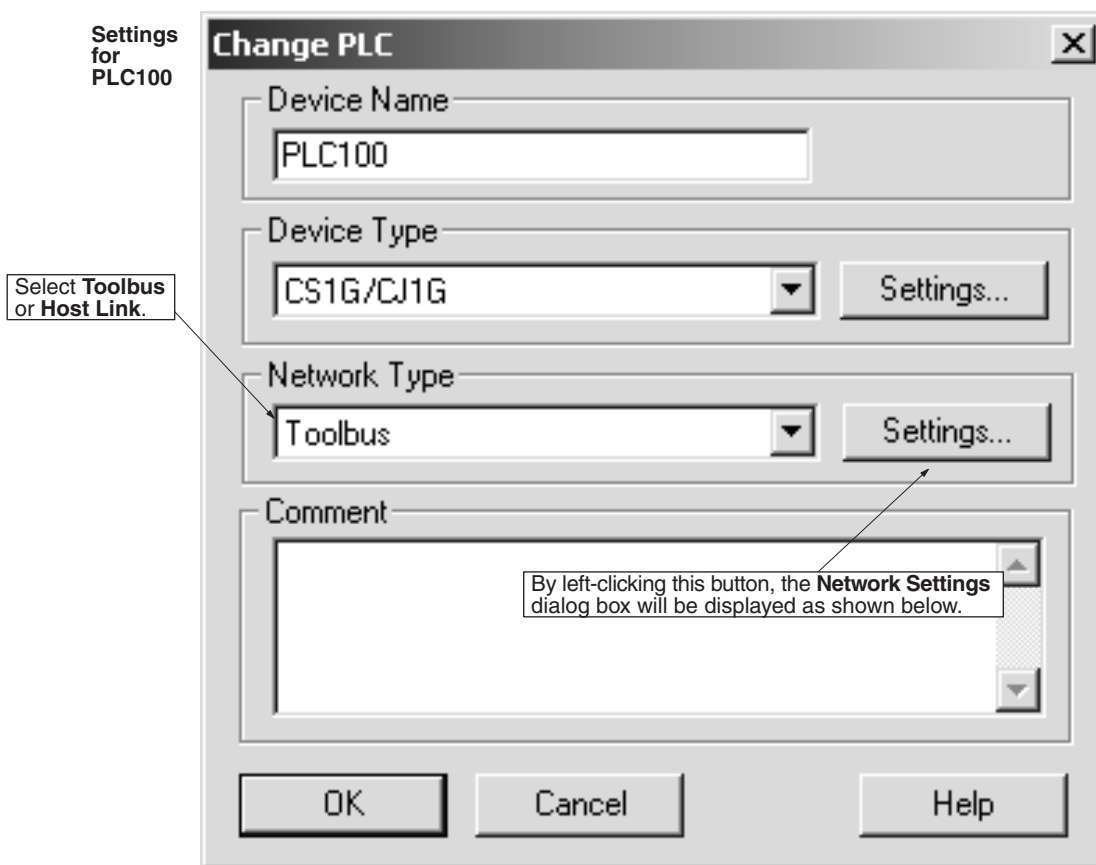 Settings
for
PLC100
Change PLC
Device Name
PLC100
Device Type
CS1G/CJ1G
Settings...
Select Toolbus
or Host Link.
Network Type
Toolbus
Settings...
Comment
By left-clicking this button, the Network Settings
dialog box will be displayed as shown below.
OK
Cancel
Help